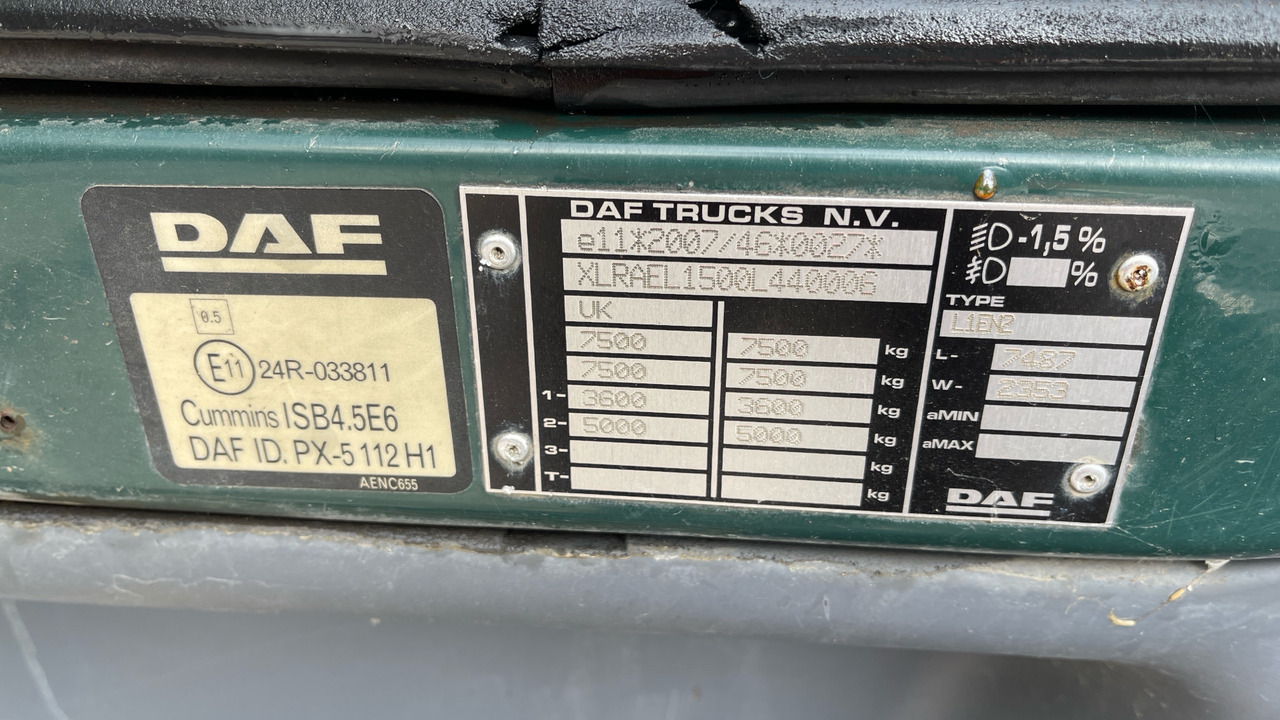 DAF
0.5
E11 24R-033811
Cummins ISB4.5E6
DAF ID. PX-5 112 H1
AENC655
DAF TRUCKS N.V.
e11*2007/46*0027*
XLRAEL1500L440006
UK
7500 7500 kg
7500 7500 kg
1- 3600 3600 kg
2- 5000 5000 kg
3- kg
T- kg
-1,5 %
%
TYPE
L1EN2
L- 7487
W- 2353
aMIN
aMAX
DAF